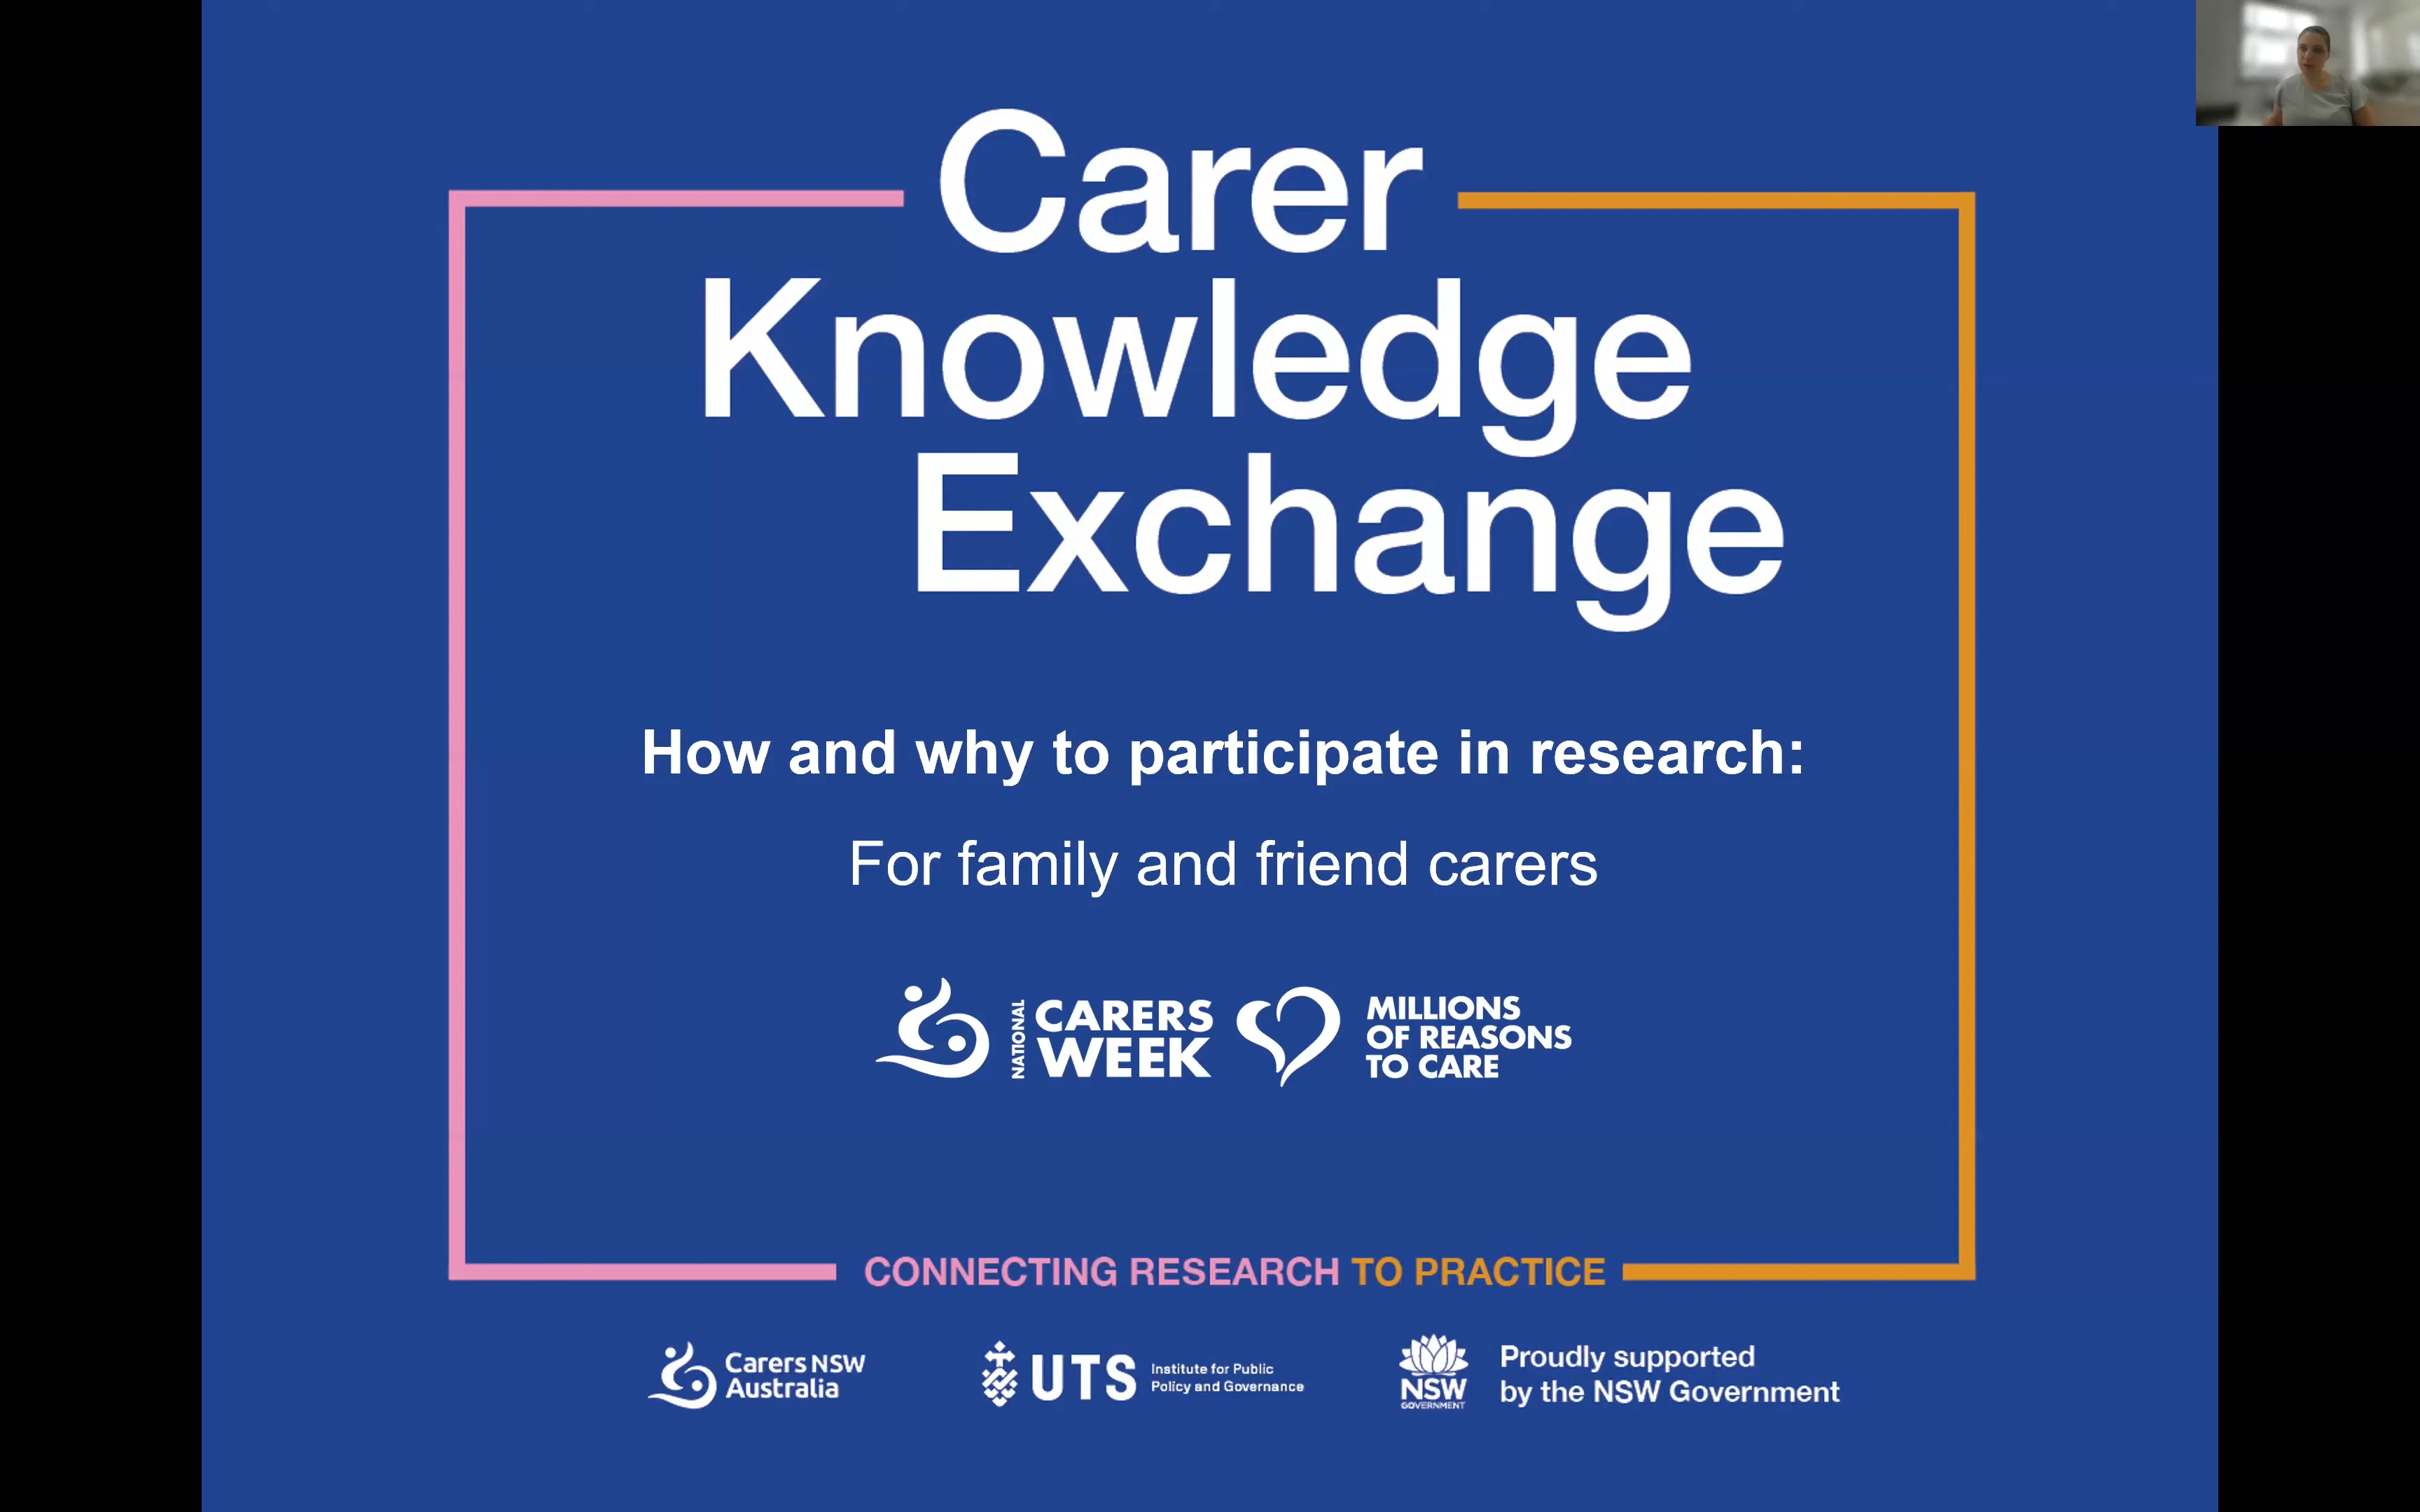 Carer
Knowledge
Exchange
How and why to participate in research:
For family and friend carers
NATIONAL
CARERS
WEEK
MILLIONS
OF REASONS
TO CARE
CONNECTING RESEARCH TO PRACTICE
Carers NSW
Australia
UTS
Institute for Public
Policy and Governance
NSW
GOVERNMENT
Proudly supported
by the NSW Government